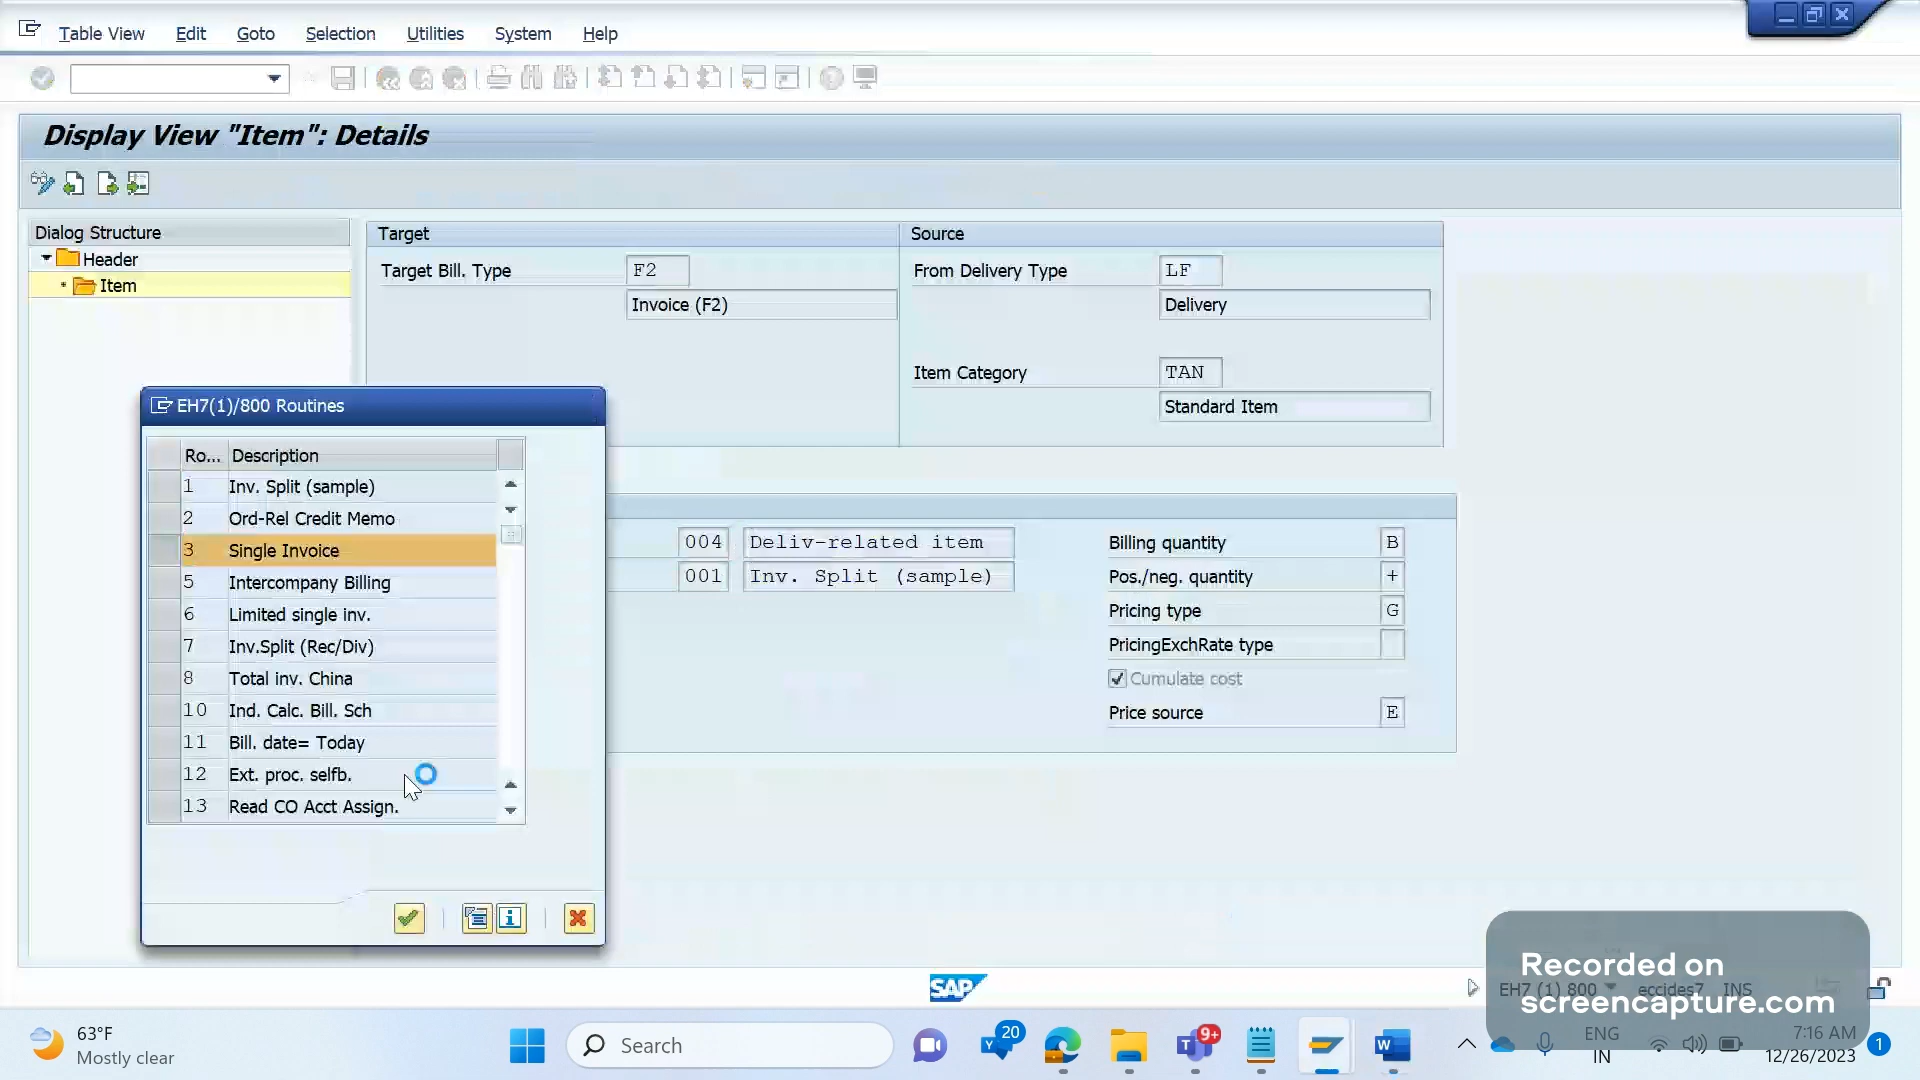 Table View Edit Goto Selection Utilities System Help
Display View "Item": Details
Dialog Structure
Header
Item
Target
Target Bill. Type F2
Invoice (F2)
Source
From Delivery Type LF
Delivery
Item Category TAN
Standard Item
EH7(1)/800 Routines
Ro... Description
1 Inv. Split (sample)
2 Ord-Rel Credit Memo
3 Single Invoice
5 Intercompany Billing
6 Limited single inv.
7 Inv.Split (Rec/Div)
8 Total inv. China
10 Ind. Calc. Bill. Sch
11 Bill. date= Today
12 Ext. proc. selfb.
13 Read CO Acct Assign.
004 Deliv-related item
001 Inv. Split (sample)
Billing quantity B
Pos./neg. quantity +
Pricing type G
PricingExchRate type
Cumulate cost
Price source E
SAP
EH7 (1) 800 eccides7 INS
Recorded on
screencapture.com
63°F
Mostly clear
Search
20
9+
ENG
IN
7:16 AM
12/26/2023
1